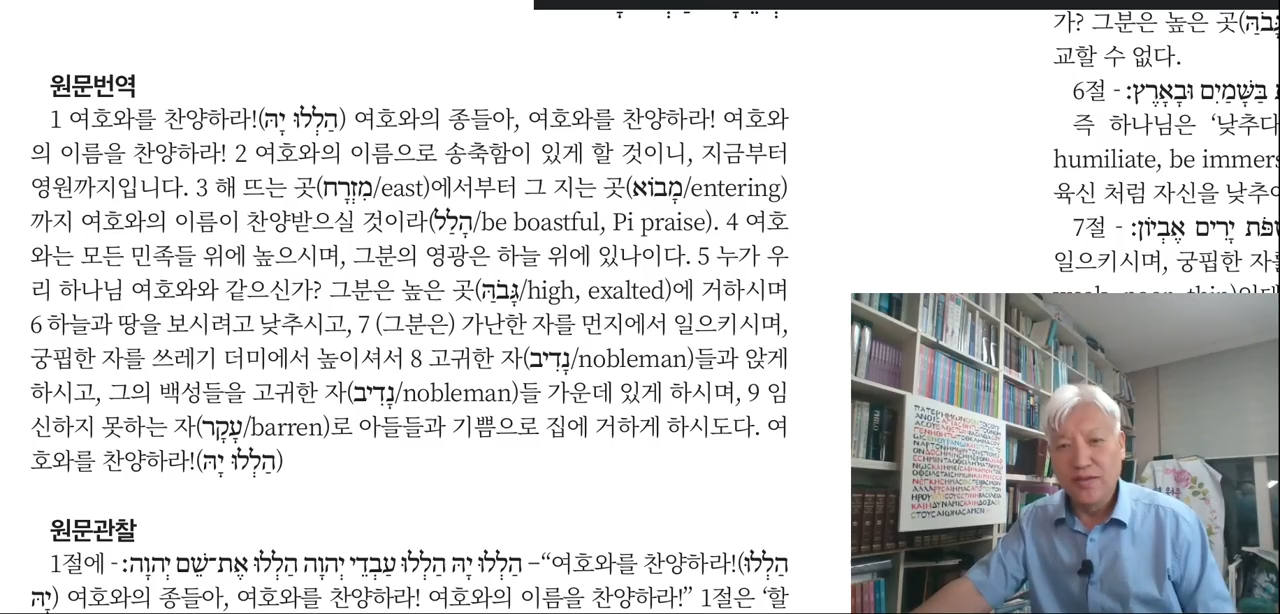 원문번역
1 여호와를 찬양하라!(הַלְלוּ יָהּ) 여호와의 종들아, 여호와를 찬양하라! 여호와
의 이름을 찬양하라! 2 여호와의 이름으로 송축함이 있게 할 것이니, 지금부터
영원까지입니다. 3 해 뜨는 곳(מִזְרָח/east)에서부터 그 지는 곳(מָבוֹא/entering)
까지 여호와의 이름이 찬양받으실 것이라(הָלַל/be boastful, Pi praise). 4 여호
와는 모든 민족들 위에 높으시며, 그분의 영광은 하늘 위에 있나이다. 5 누가 우
리 하나님 여호와와 같으신가? 그분은 높은 곳(גָּבֹהַּ/high, exalted)에 거하시며
6 하늘과 땅을 보시려고 낮추시고, 7 (그분은) 가난한 자를 먼지에서 일으키시며,
궁핍한 자를 쓰레기 더미에서 높이셔서 8 고귀한 자(נָדִיב/nobleman)들과 앉게
하시고, 그의 백성들을 고귀한 자(נָדִיב/nobleman)들 가운데 있게 하시며, 9 임
신하지 못하는 자(עָקָר/barren)로 아들들과 기쁨으로 집에 거하게 하시도다. 여
호와를 찬양하라!(הַלְלוּ יָהּ)
원문관찰
1절에 - הַלְלוּ יָהּ הַלְלוּ עַבְדֵי יְהוָה הַלְלוּ אֶת־שֵׁם יְהוָה: –“여호와를 찬양하라!(הַלְלוּ
יָהּ) 여호와의 종들아, 여호와를 찬양하라! 여호와의 이름을 찬양하라!” 1절은 ‘할
가? 그분은 높은 곳(
교할 수 없다.
6절 - בַּשָּׁמַיִם וּבָאָרֶץ:
즉 하나님은 ‘낮추다
humiliate, be immers
육신 처럼 자신을 낮추어
7절 - יָרִים אֶבְיוֹן:
일으키시며, 궁핍한 자를
PHILO